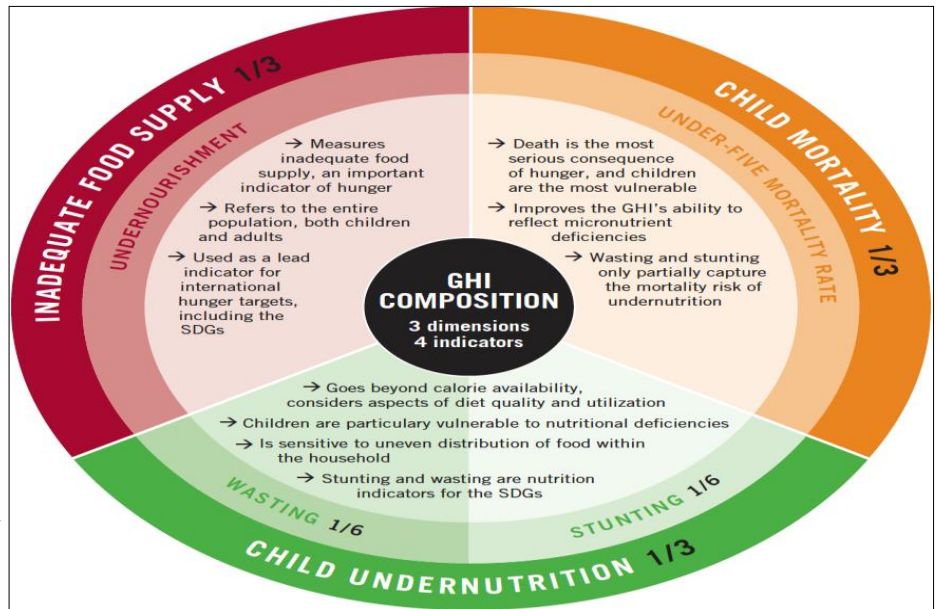 INADEQUATE FOOD SUPPLY 1/3
UNDERNOURISHMENT
→ Measures
inadequate food
supply, an important
indicator of hunger
→ Refers to the entire
population, both children
and adults
→ Used as a lead
indicator for
international
hunger targets,
including the
SDGs
CHILD MORTALITY 1/3
UNDER-FIVE MORTALITY RATE
→ Death is the most
serious consequence
of hunger, and children
are the most vulnerable
→ Improves the GHI's ability to
reflect micronutrient
deficiencies
→ Wasting and stunting
only partially capture
the mortality risk of
undernutrition
GHI
COMPOSITION
3 dimensions
4 indicators
→ Goes beyond calorie availability,
considers aspects of diet quality and utilization
→ Children are particulary vulnerable to nutritional deficiencies
→ Is sensitive to uneven distribution of food within
the household
→ Stunting and wasting are nutrition
indicators for the SDGs
WASTING 1/6
STUNTING 1/6
CHILD UNDERNUTRITION 1/3